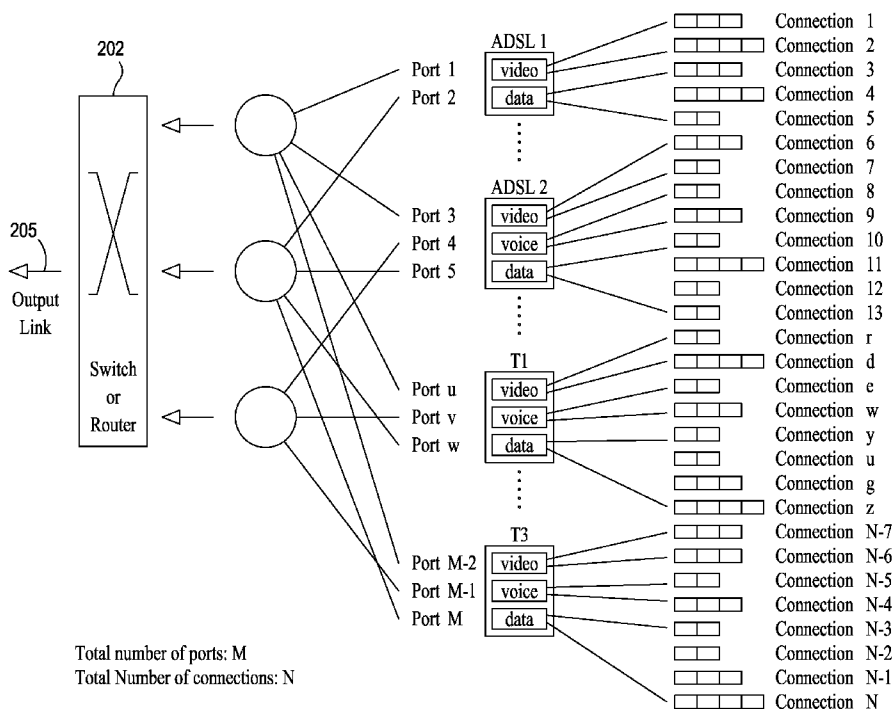 202
Switch
or
Router
205
Output
Link
Port 1
Port 2
Port 3
Port 4
Port 5
Port u
Port v
Port w
Port M-2
Port M-1
Port M
ADSL 1
video
data
ADSL 2
video
voice
data
T1
video
voice
data
T3
video
voice
data
Connection 1
Connection 2
Connection 3
Connection 4
Connection 5
Connection 6
Connection 7
Connection 8
Connection 9
Connection 10
Connection 11
Connection 12
Connection 13
Connection r
Connection d
Connection e
Connection w
Connection y
Connection u
Connection g
Connection z
Connection N-7
Connection N-6
Connection N-5
Connection N-4
Connection N-3
Connection N-2
Connection N-1
Connection N
Total number of ports: M
Total Number of connections: N